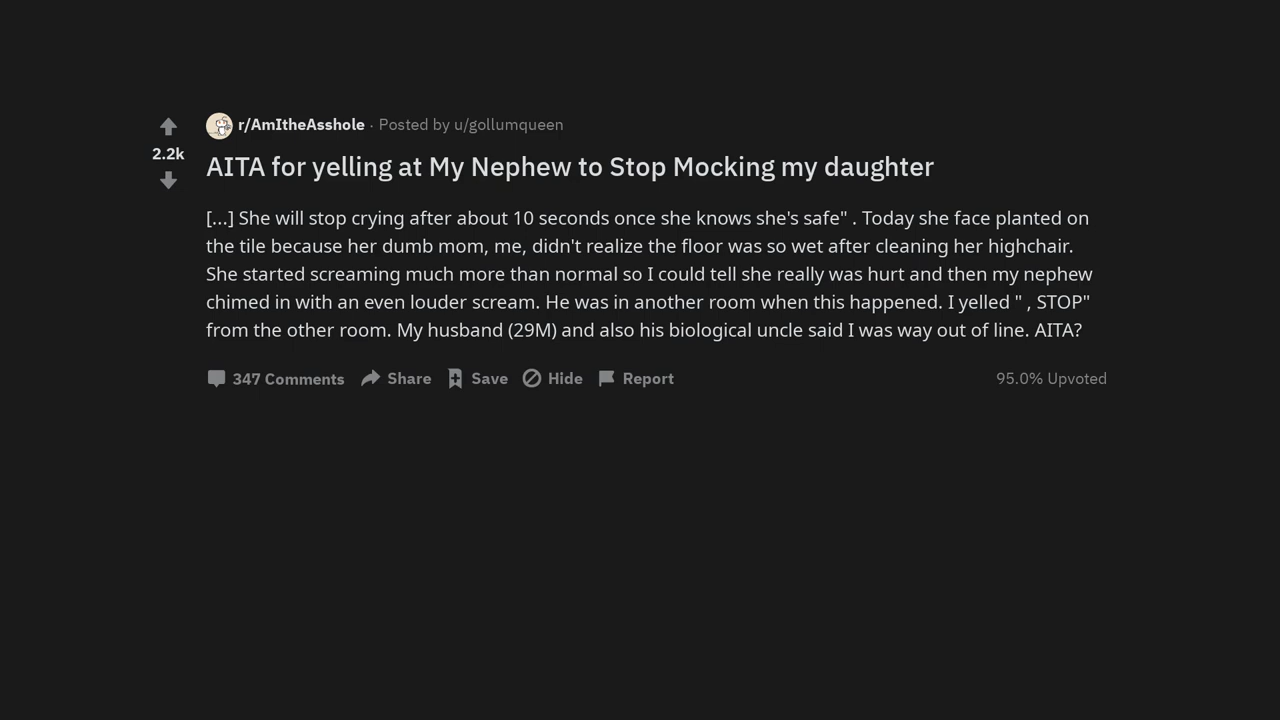 r/AmItheAsshole · Posted by u/gollumqueen
2.2k
AITA for yelling at My Nephew to Stop Mocking my daughter
[...] She will stop crying after about 10 seconds once she knows she's safe" . Today she face planted on
the tile because her dumb mom, me, didn't realize the floor was so wet after cleaning her highchair.
She started screaming much more than normal so I could tell she really was hurt and then my nephew
chimed in with an even louder scream. He was in another room when this happened. I yelled " , STOP"
from the other room. My husband (29M) and also his biological uncle said I was way out of line. AITA?
347 Comments Share Save Hide Report 95.0% Upvoted